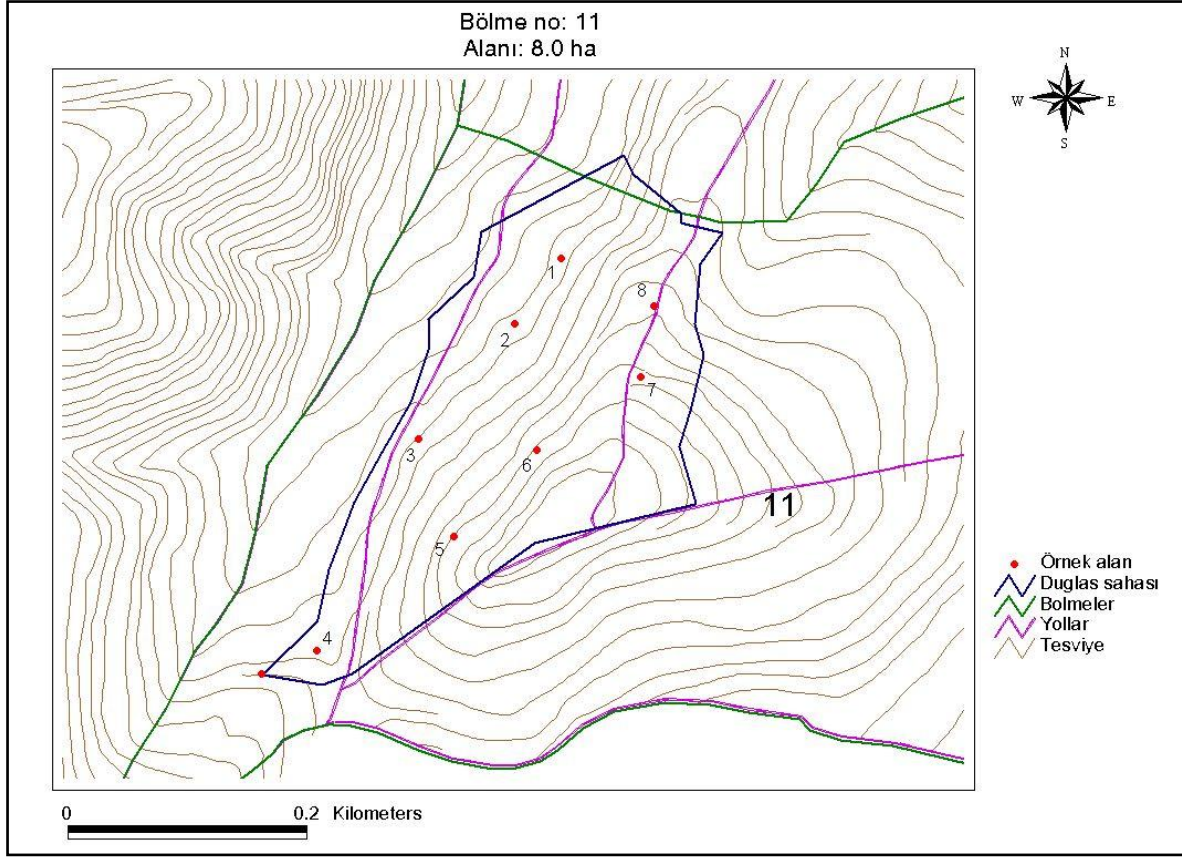 Bölme no: 11
Alanı: 8.0 ha
N
W E
S
1
8
2
7
3
6
11
5
4
Örnek alan
Duglas sahası
Bolmeler
Yollar
Tesviye
0 0.2 Kilometers